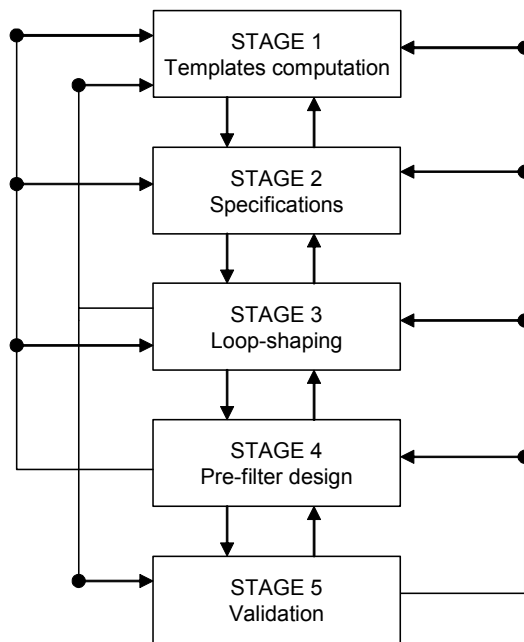 STAGE 1
Templates computation
STAGE 2
Specifications
STAGE 3
Loop-shaping
STAGE 4
Pre-filter design
STAGE 5
Validation